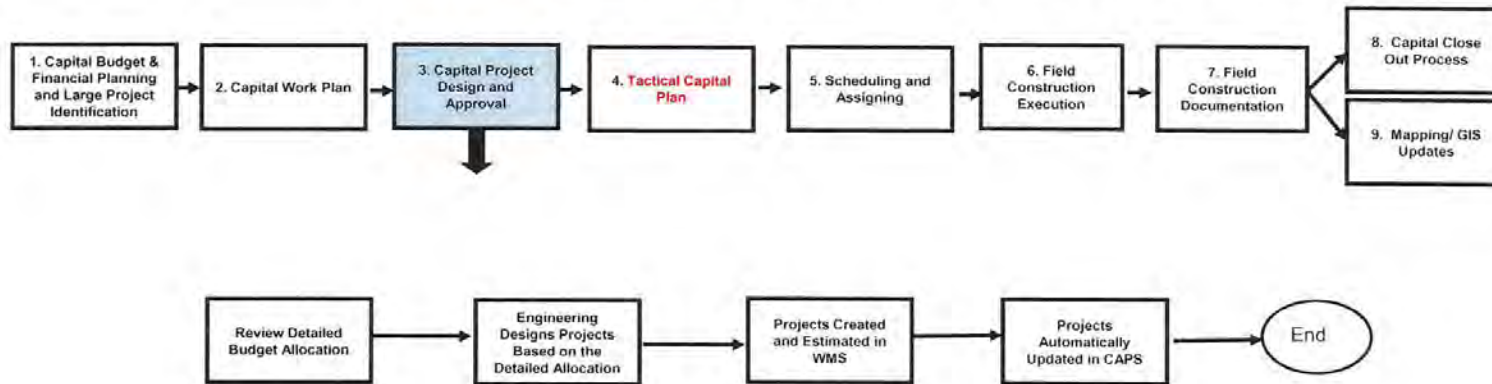 1. Capital Budget &
Financial Planning
and Large Project
Identification
2. Capital Work Plan
3. Capital Project
Design and
Approval
4. Tactical Capital
Plan
5. Scheduling and
Assigning
6. Field
Construction
Execution
7. Field
Construction
Documentation
8. Capital Close
Out Process
9. Mapping/ GIS
Updates
Review Detailed
Budget Allocation
Engineering
Designs Projects
Based on the
Detailed Allocation
Projects Created
and Estimated in
WMS
Projects
Automatically
Updated in CAPS
End